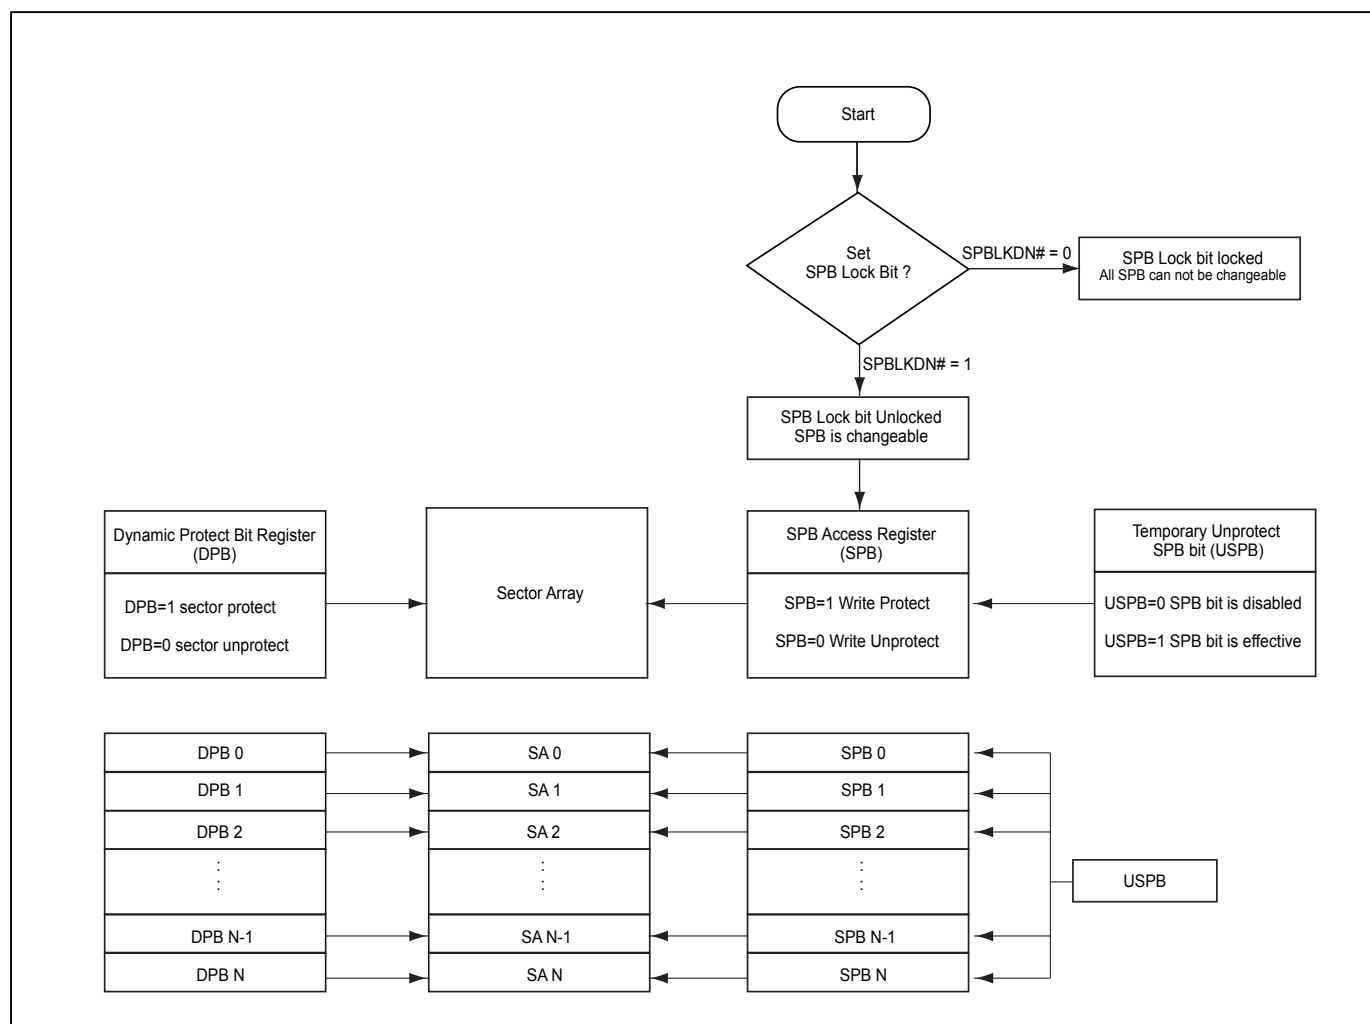 Start
Set
SPB Lock Bit ?
SPBLKDN# = 0
SPB Lock bit locked
All SPB can not be changeable
SPBLKDN# = 1
SPB Lock bit Unlocked
SPB is changeable
Dynamic Protect Bit Register
(DPB)
DPB=1 sector protect
DPB=0 sector unprotect
Sector Array
SPB Access Register
(SPB)
SPB=1 Write Protect
SPB=0 Write Unprotect
Temporary Unprotect
SPB bit (USPB)
USPB=0 SPB bit is disabled
USPB=1 SPB bit is effective
DPB 0
SA 0
SPB 0
DPB 1
SA 1
SPB 1
DPB 2
SA 2
SPB 2
USPB
DPB N-1
SA N-1
SPB N-1
DPB N
SA N
SPB N